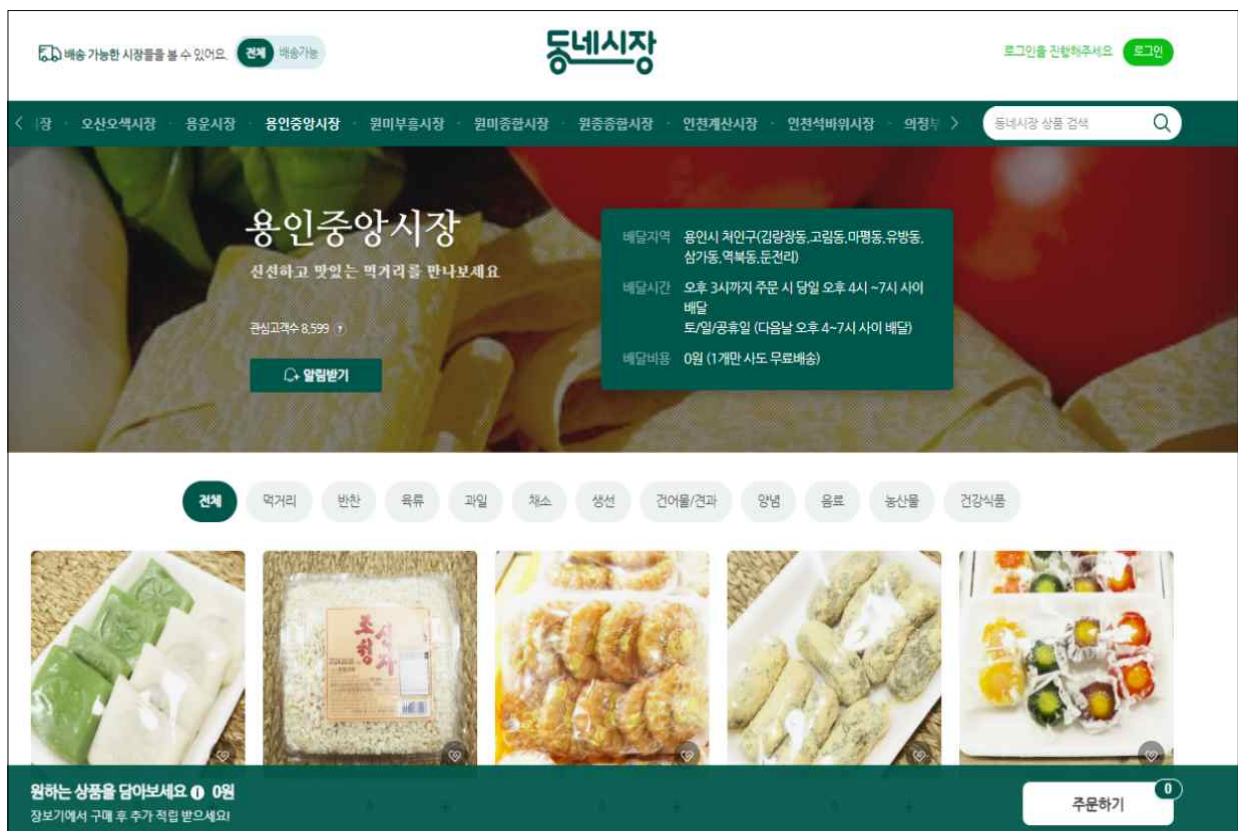 배송 가능한 시장들을 볼 수 있어요. 전체 배송가능
동네시장
로그인을 진행해주세요 로그인
오산오색시장 · 용운시장 · 용인중앙시장 · 원미부흥시장 · 원미종합시장 · 원종종합시장 · 인천계산시장 · 인천석바위시장 · 의정부
동네시장 상품 검색
용인중앙시장
신선하고 맛있는 먹거리를 만나보세요
관심고객수 8,599
알림받기
배달지역 용인시 처인구(김량장동,고림동,마평동,유방동,
삼가동,역북동,둔전리)
배달시간 오후 3시까지 주문 시 당일 오후 4시 ~7시 사이
배달
토/일/공휴일 (다음날 오후 4~7시 사이 배달)
배달비용 0원 (1개만 사도 무료배송)
전체 먹거리 반찬 육류 과일 채소 생선 건어물/견과 양념 음료 농산물 건강식품
원하는 상품을 담아보세요 0원
장보기에서 구매 후 추가 적립 받으세요!
주문하기 0